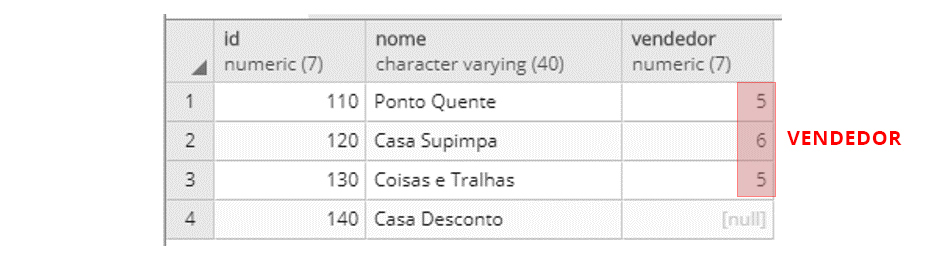 id nome vendedor
numeric (7) character varying (40) numeric (7)
1 110 Ponto Quente 5
2 120 Casa Supimpa 6 VENDEDOR
3 130 Coisas e Tralhas 5
4 140 Casa Desconto [null]